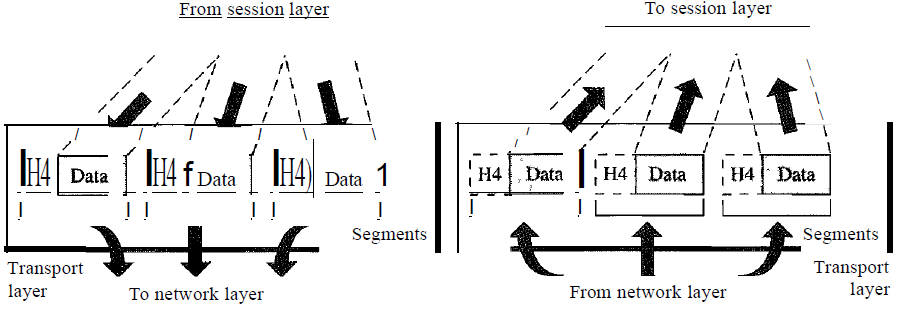 From session layer
To session layer
H4 Data H4 f Data H4) Data 1
H4 Data H4 Data H4 Data
Segments
Segments
Transport
layer
To network layer
From network layer
Transport
layer